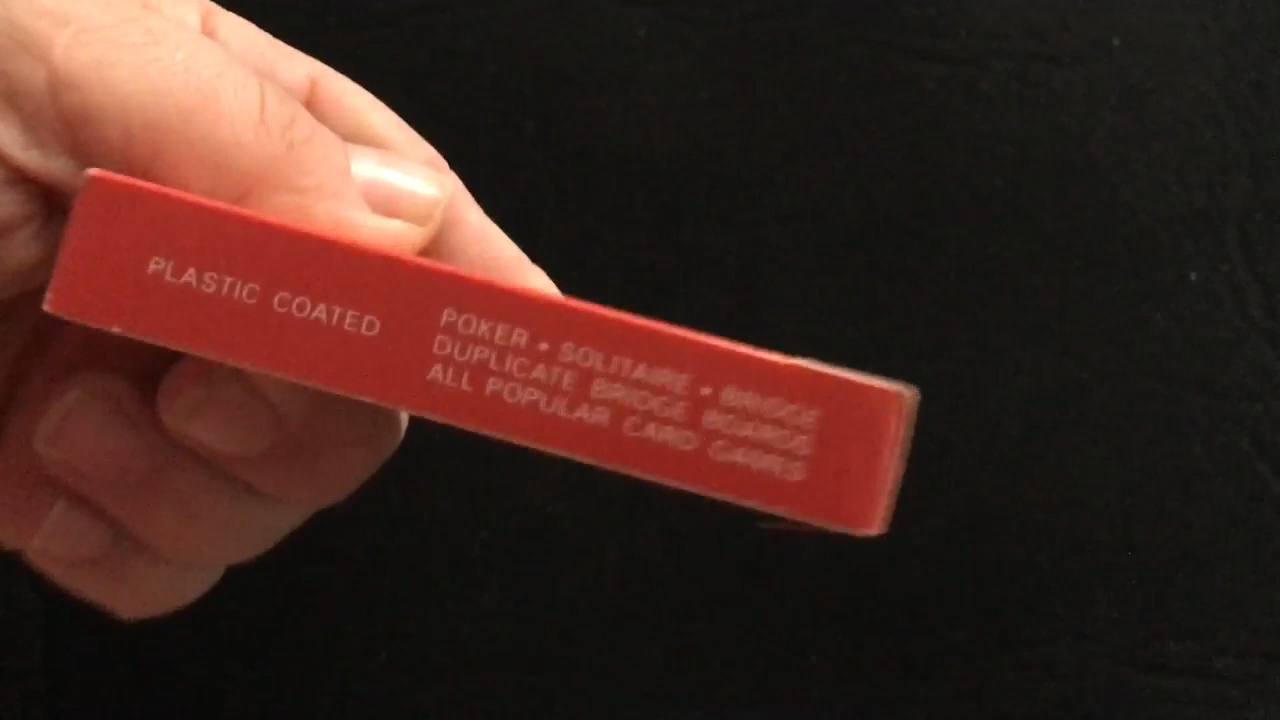 PLASTIC COATED
POKER • SOLITAIRE • BRIDGE
DUPLICATE BRIDGE BOARDS
ALL POPULAR CARD GAMES